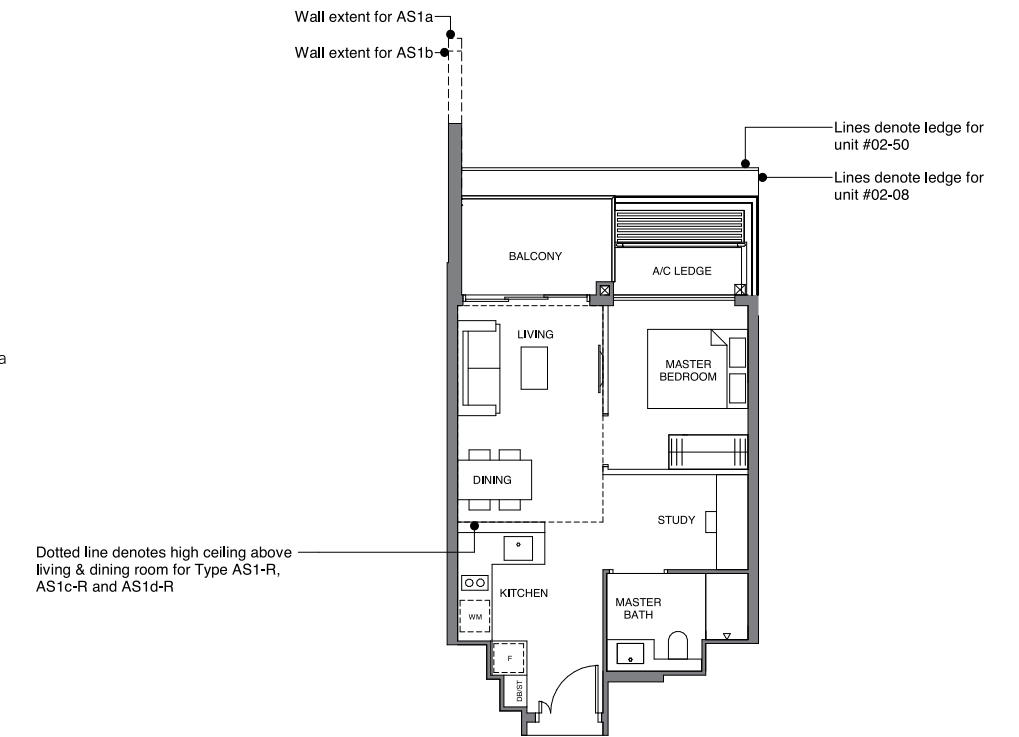 Wall extent for AS1a
Wall extent for AS1b
Lines denote ledge for
unit #02-50
Lines denote ledge for
unit #02-08
BALCONY
A/C LEDGE
LIVING
a
MASTER
BEDROOM
DINING
STUDY
Dotted line denotes high ceiling above
living & dining room for Type AS1-R,
AS1c-R and AS1d-R
KITCHEN
MASTER
BATH
WM
F
DB/ST